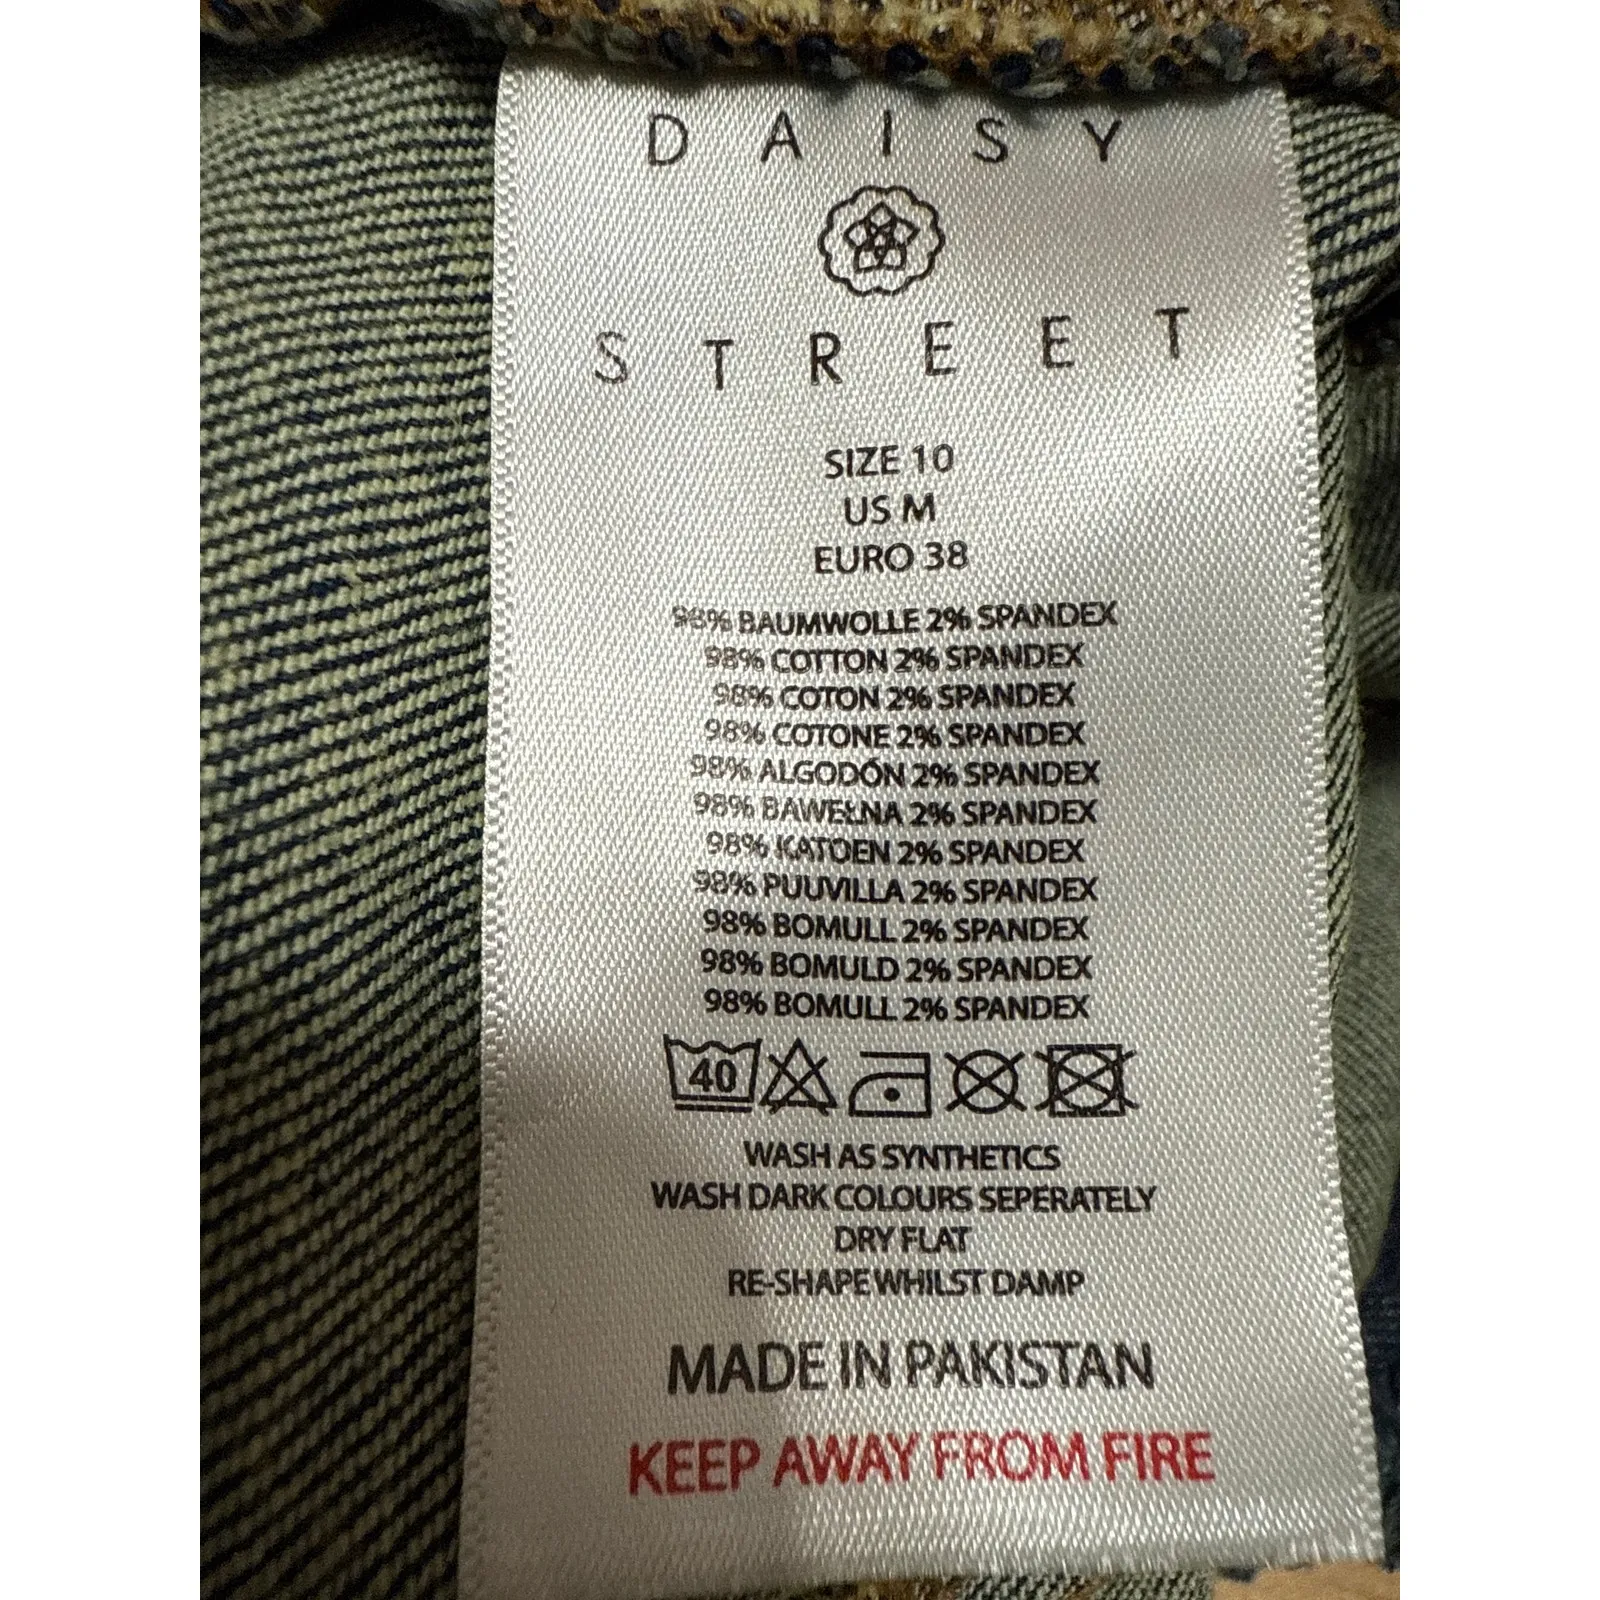 DAISY
STREET
SIZE 10
US M
EURO 38
98% BAUMWOLLE 2% SPANDEX
98% COTTON 2% SPANDEX
98% COTON 2% SPANDEX
98% COTONE 2% SPANDEX
98% ALGODÓN 2% SPANDEX
98% BAWEŁNA 2% SPANDEX
98% KATOEN 2% SPANDEX
98% PUUVILLA 2% SPANDEX
98% BOMULL 2% SPANDEX
98% BOMULD 2% SPANDEX
98% BOMULL 2% SPANDEX
40
WASH AS SYNTHETICS
WASH DARK COLOURS SEPERATELY
DRY FLAT
RE-SHAPE WHILST DAMP
MADE IN PAKISTAN
KEEP AWAY FROM FIRE